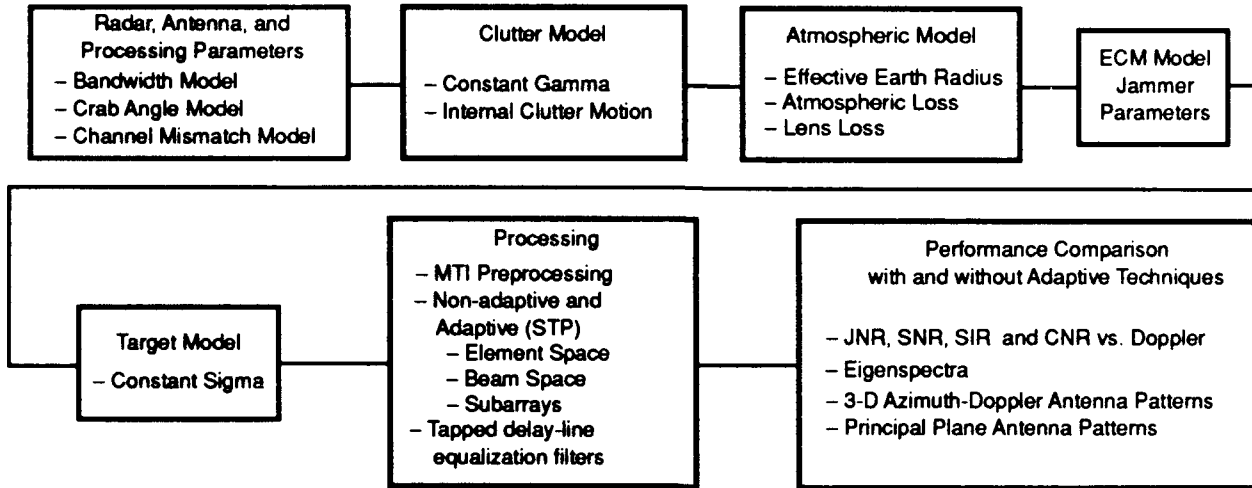 Radar, Antenna, and
Processing Parameters
– Bandwidth Model
– Crab Angle Model
– Channel Mismatch Model
Clutter Model
– Constant Gamma
– Internal Clutter Motion
Atmospheric Model
– Effective Earth Radius
– Atmospheric Loss
– Lens Loss
ECM Model
Jammer
Parameters
Target Model
– Constant Sigma
Processing
– MTI Preprocessing
– Non-adaptive and
Adaptive (STP)
– Element Space
– Beam Space
– Subarrays
– Tapped delay-line
equalization filters
Performance Comparison
with and without Adaptive Techniques
– JNR, SNR, SIR and CNR vs. Doppler
– Eigenspectra
– 3-D Azimuth-Doppler Antenna Patterns
– Principal Plane Antenna Patterns